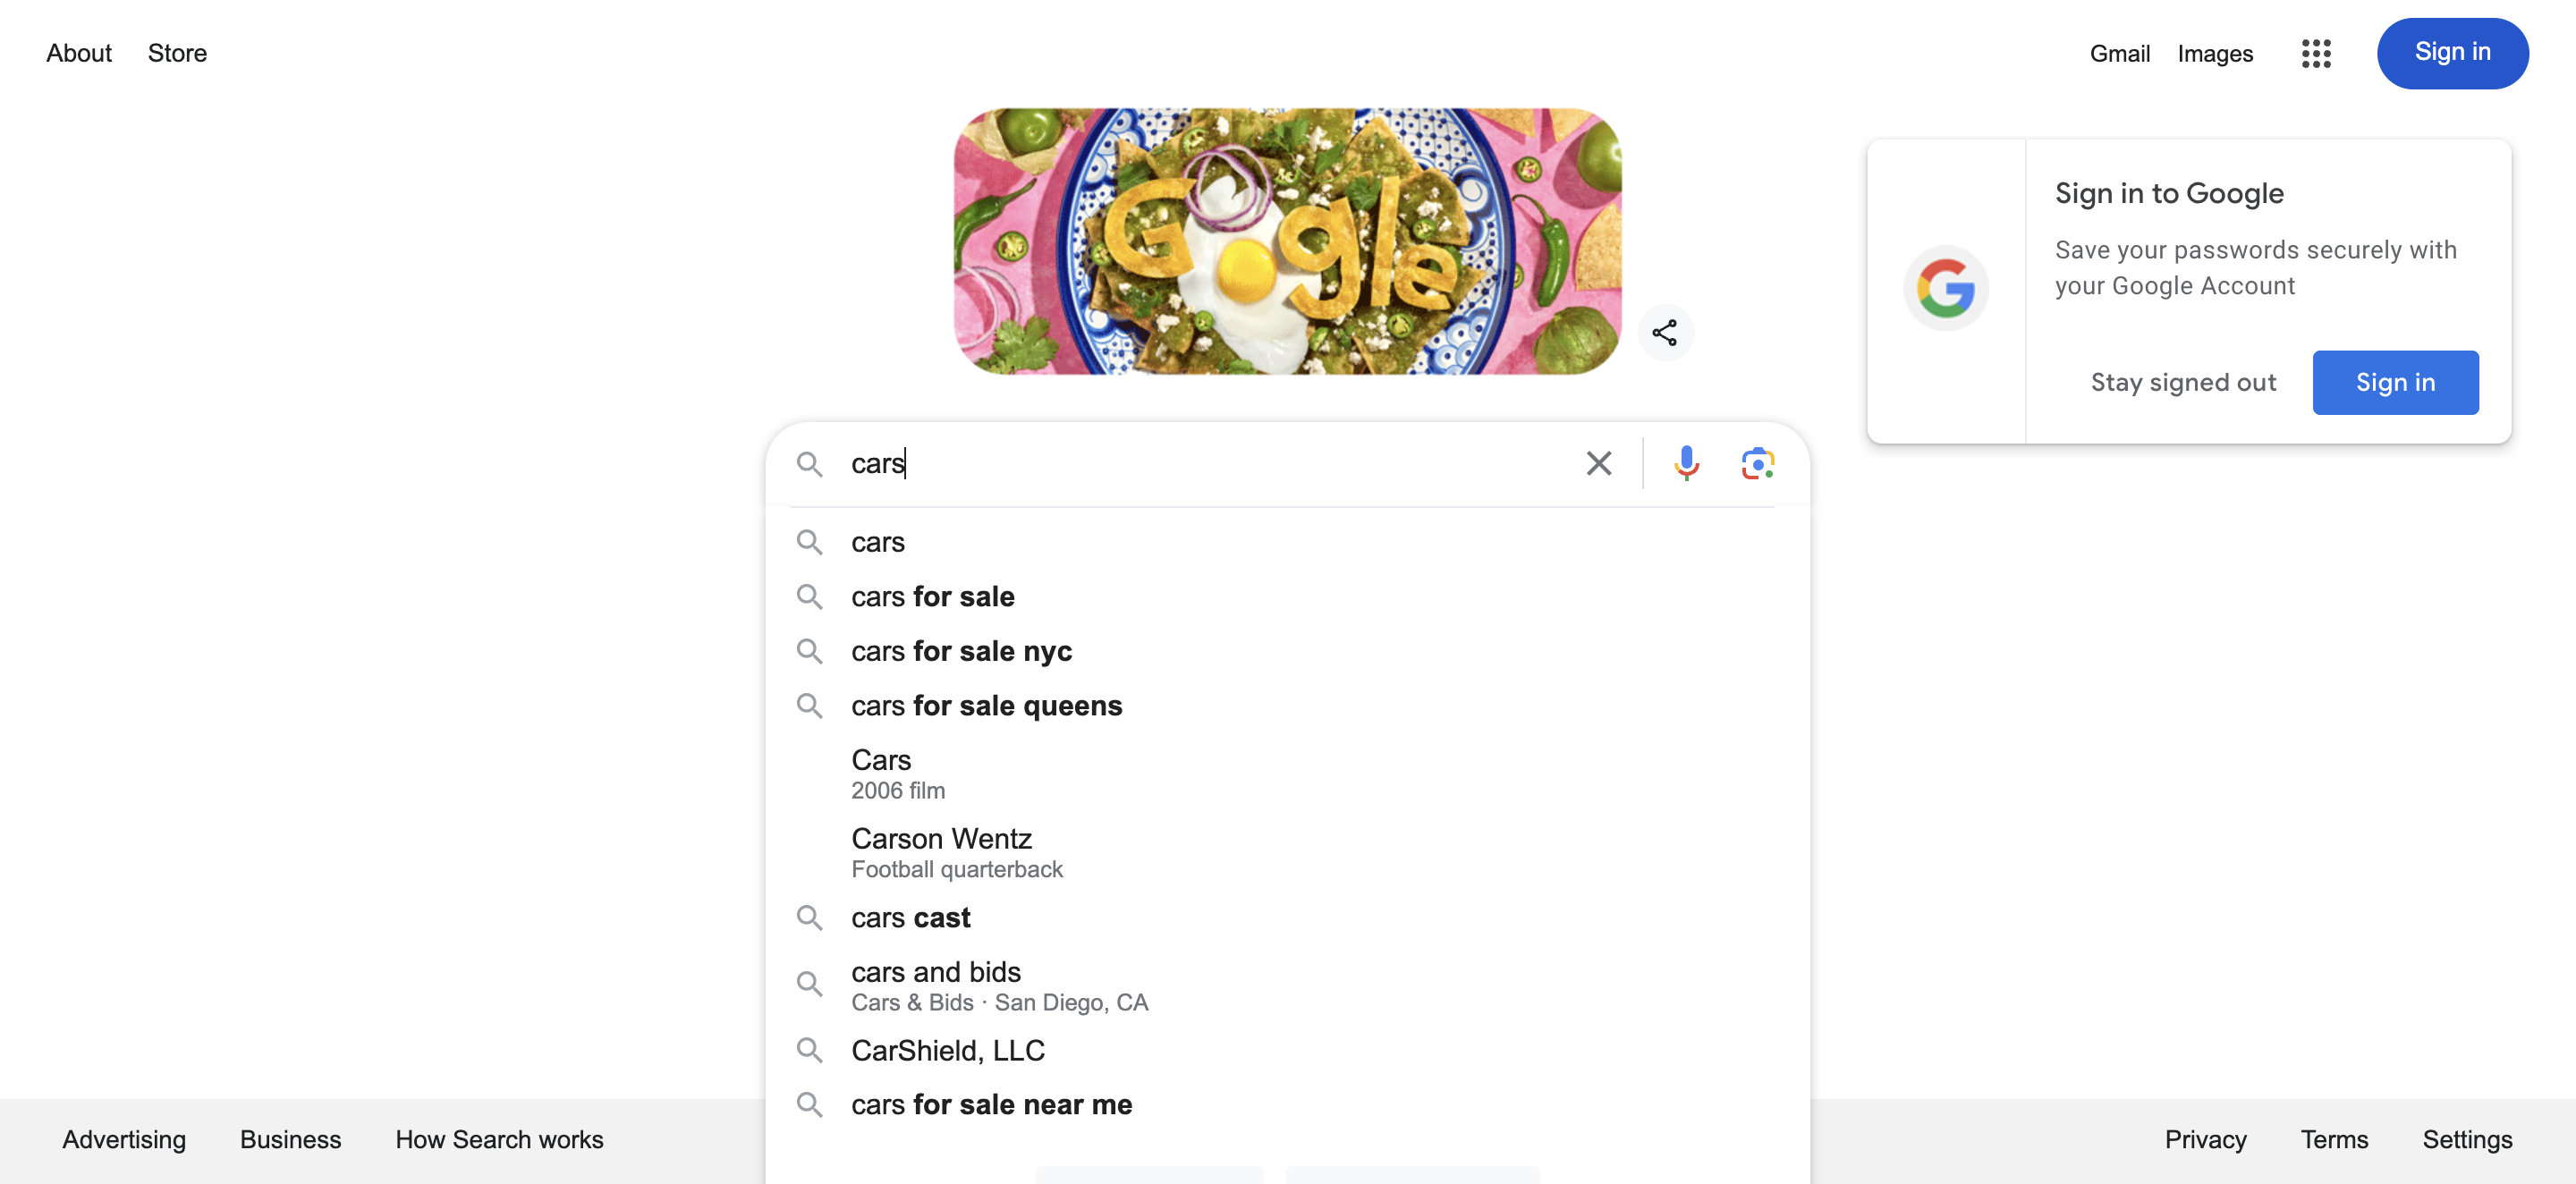 About Store
Gmail Images Sign in
Google
Sign in to Google
Save your passwords securely with
your Google Account
Stay signed out Sign in
cars
cars
cars for sale
cars for sale nyc
cars for sale queens
Cars
2006 film
Carson Wentz
Football quarterback
cars cast
cars and bids
Cars & Bids · San Diego, CA
CarShield, LLC
cars for sale near me
Advertising Business How Search works
Privacy Terms Settings